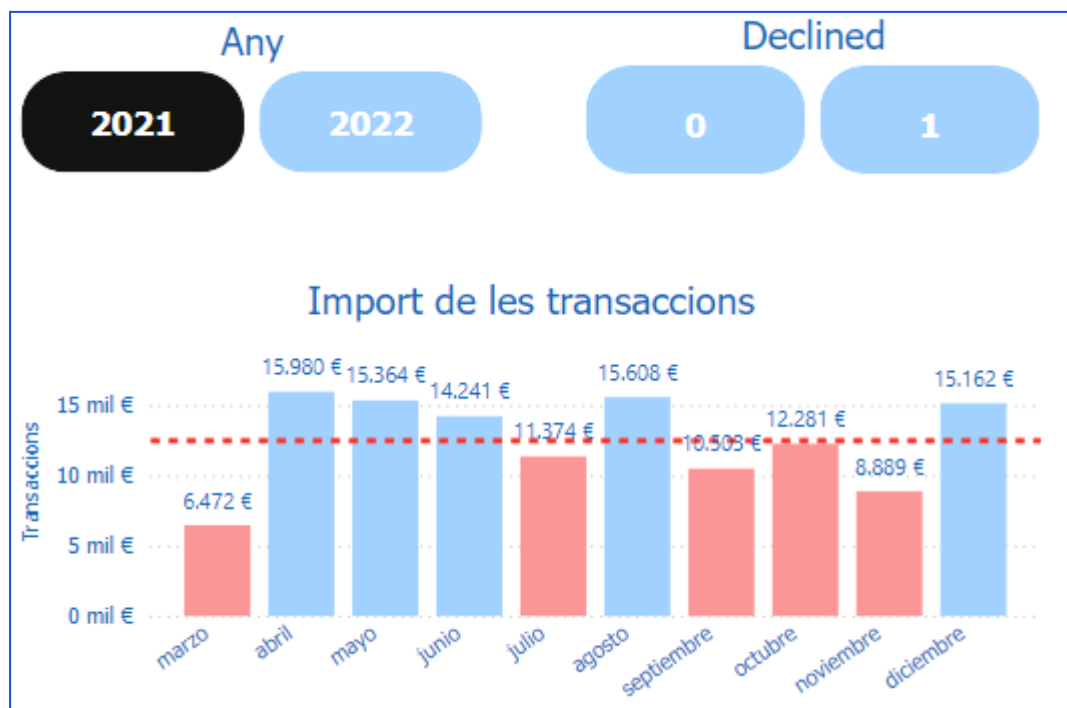 Any
Declined
2021
2022
0
1
Import de les transaccions
Transaccions
15 mil €
10 mil €
5 mil €
0 mil €
6.472 €
15.980 €
15.364 €
14.241 €
11.374 €
15.608 €
10.503 €
12.281 €
8.889 €
15.162 €
marzo
abril
mayo
junio
julio
agosto
septiembre
octubre
noviembre
diciembre